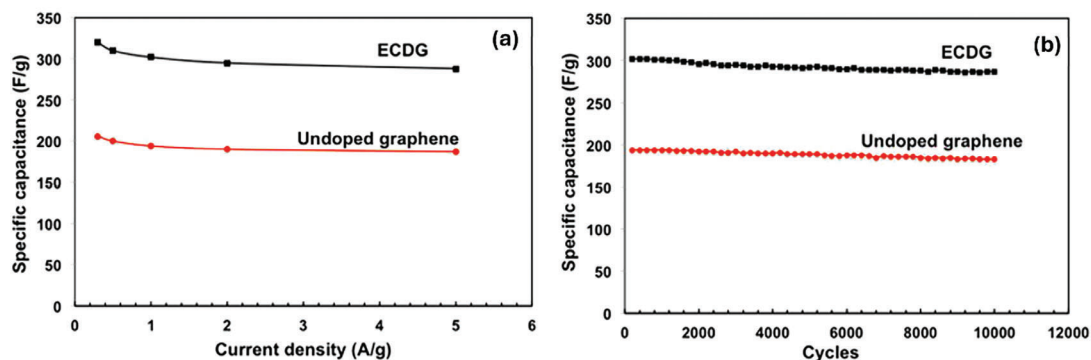 350
300
250
200
150
100
50
0
Specific capacitance (F/g)
ECDG
(a)
Undoped graphene
0 1 2 3 4 5 6
Current density (A/g)
350
300
250
200
150
100
50
0
Specific capacitance (F/g)
ECDG
(b)
Undoped graphene
0 2000 4000 6000 8000 10000 12000
Cycles